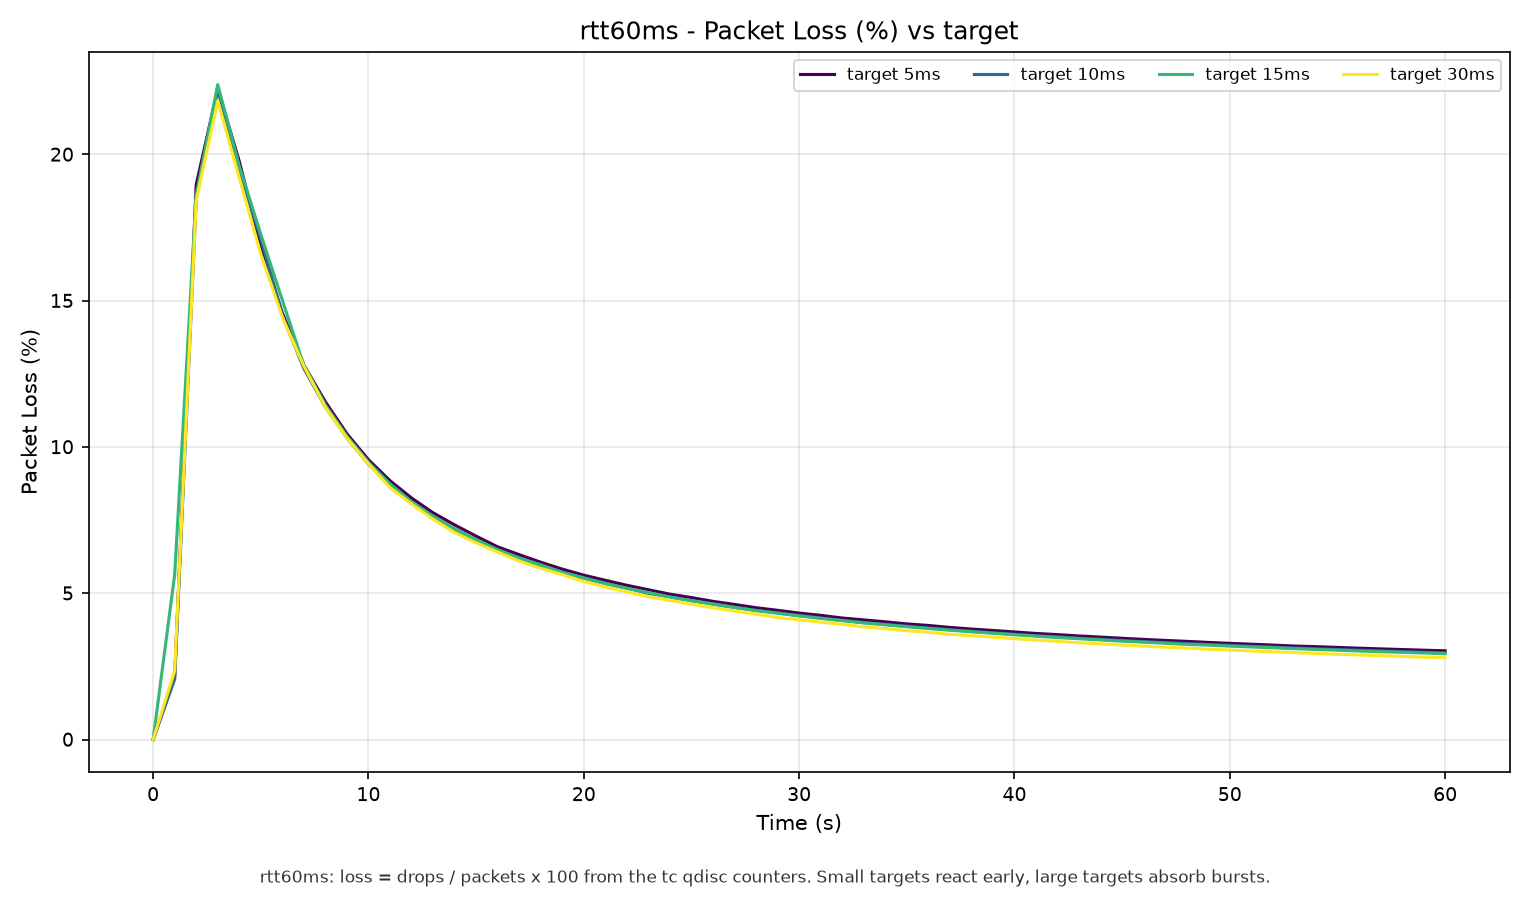 rtt60ms - Packet Loss (%) vs target
target 5ms
target 10ms
target 15ms
target 30ms
Packet Loss (%)
20
15
10
5
0
0
10
20
30
40
50
60
Time (s)
rtt60ms: loss = drops / packets x 100 from the tc qdisc counters. Small targets react early, large targets absorb bursts.